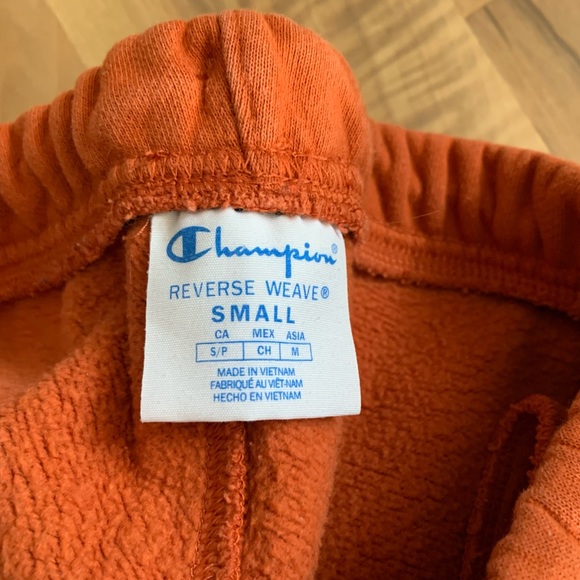 Champion®
REVERSE WEAVE®
SMALL
CA MEX ASIA
S/P CH M
MADE IN VIETNAM
FABRIQUÉ AU VIÊT-NAM
HECHO EN VIETNAM